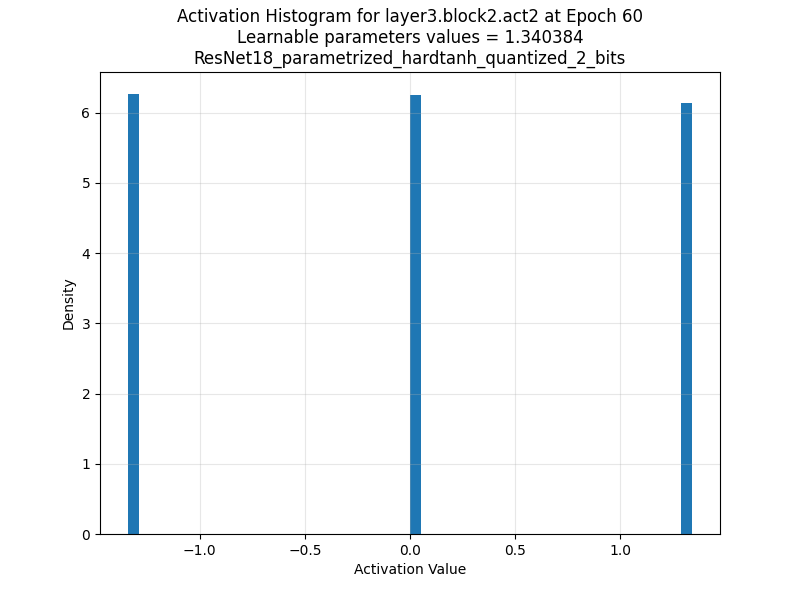 Activation Histogram for layer3.block2.act2 at Epoch 60
Learnable parameters values = 1.340384
ResNet18_parametrized_hardtanh_quantized_2_bits
6
5
4
3
2
1
0
Density
−1.0
−0.5
0.0
0.5
1.0
Activation Value